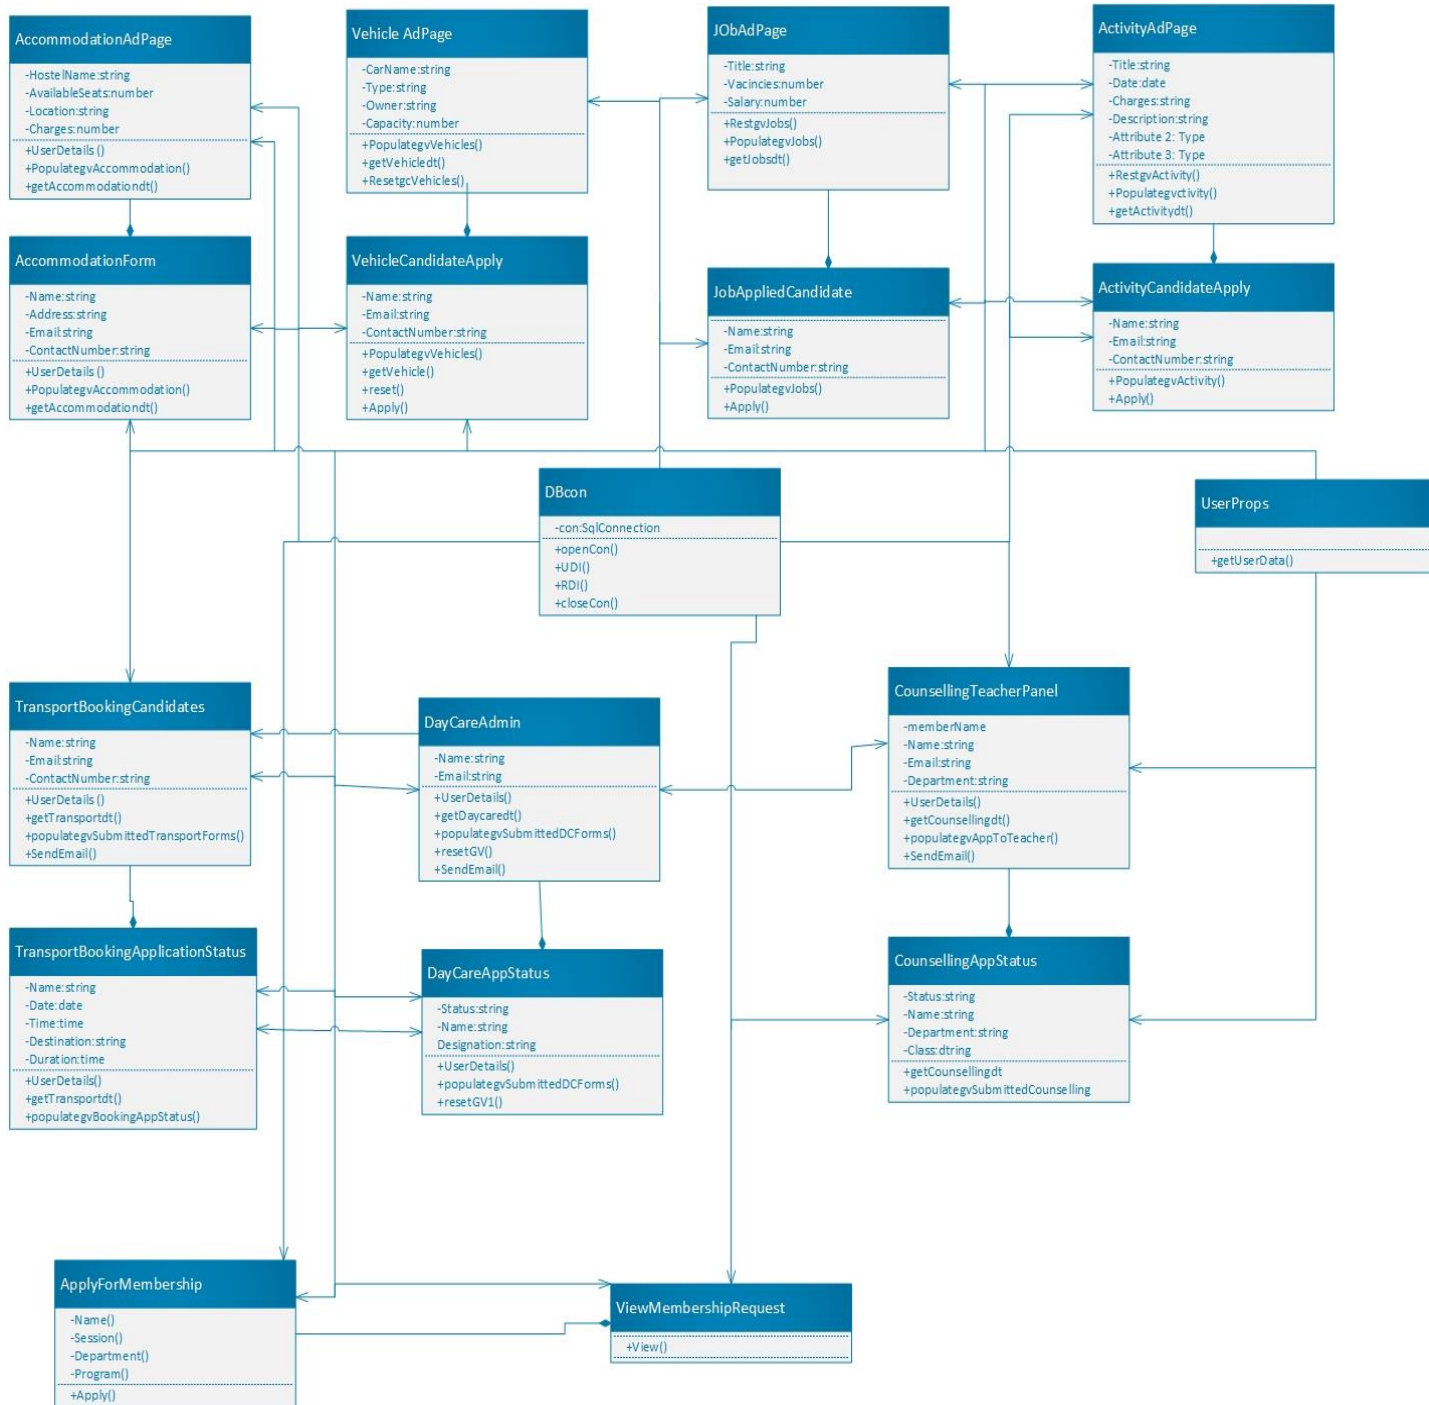 AccommodationAdPage
-HostelName:string
-AvailableSeats:number
-Location:string
-Charges:number
+UserDetails ()
+PopulategvAccommodation()
+getAccommodationdt()
Vehicle AdPage
-CarName:string
-Type:string
-Owner:string
-Capacity:number
+PopulategvVehicles()
+getVehicledt()
+ResetgcVehicles()
JObAdPage
-Title:string
-Vacincies:number
-Salary:number
+RestgvJobs()
+PopulategvJobs()
+getJobsdt()
ActivityAdPage
-Title:string
-Date:date
-Charges:string
-Description:string
-Attribute 2: Type
-Attribute 3: Type
+RestgvActivity()
+Populategvctivity()
+getActivitydt()
AccommodationForm
-Name:string
-Address:string
-Email:string
-ContactNumber:string
+UserDetails ()
+PopulategvAccommodation()
+getAccommodationdt()
VehicleCandidateApply
-Name:string
-Email:string
-ContactNumber:string
+PopulategvVehicles()
+getVehicle()
+reset()
+Apply()
JobAppliedCandidate
-Name:string
-Email:string
-ContactNumber:string
+PopulategvJobs()
+Apply()
ActivityCandidateApply
-Name:string
-Email:string
-ContactNumber:string
+PopulategvActivity()
+Apply()
DBcon
-con:SqlConnection
+openCon()
+UDI()
+RDI()
+closeCon()
UserProps
+getUserData()
TransportBookingCandidates
-Name:string
-Email:string
-ContactNumber:string
+UserDetails ()
+getTransportdt()
+populategvSubmittedTransportForms()
+SendEmail()
DayCareAdmin
-Name:string
-Email:string
+UserDetails()
+getDaycaredt()
+populategvSubmittedDCForms()
+resetGV()
+SendEmail()
CounsellingTeacherPanel
-memberName
-Name:string
-Email:string
-Department:string
+UserDetails()
+getCounsellingdt()
+populategvAppToTeacher()
+SendEmail()
TransportBookingApplicationStatus
-Name:string
-Date:date
-Time:time
-Destination:string
-Duration:time
+UserDetails()
+getTransportdt()
+populategvBookingAppStatus()
DayCareAppStatus
-Status:string
-Name:string
Designation:string
+UserDetails()
+populategvSubmittedDCForms()
+resetGV1()
CounsellingAppStatus
-Status:string
-Name:string
-Department:string
-Class:dtring
+getCounsellingdt
+populategvSubmittedCounselling
ApplyForMembership
-Name()
-Session()
-Department()
-Program()
+Apply()
ViewMembershipRequest
+View()